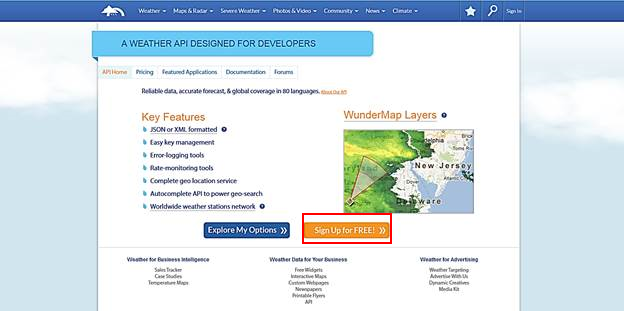 Weather Maps & Radar Severe Weather Photos & Video Community News Climate Sign In
A WEATHER API DESIGNED FOR DEVELOPERS
API Home Pricing Featured Applications Documentation Forums
Reliable data, accurate forecast, & global coverage in 80 languages. About Our API
Key Features
JSON or XML formatted
Easy key management
Error-logging tools
Rate-monitoring tools
Complete geo location service
Autocomplete API to power geo-search
Worldwide weather stations network
WunderMap Layers
Toms Riv
New Jersey
Dover
Atlantic City
Delaware
Explore My Options
Sign Up for FREE!
Weather for Business Intelligence
Sales Tracker
Case Studies
Temperature Maps
Weather Data for Your Business
Free Widgets
Interactive Maps
Custom Webpages
Newspapers
Printable Flyers
API
Weather for Advertising
Weather Targeting
Advertise With Us
Dynamic Creatives
Media Kit